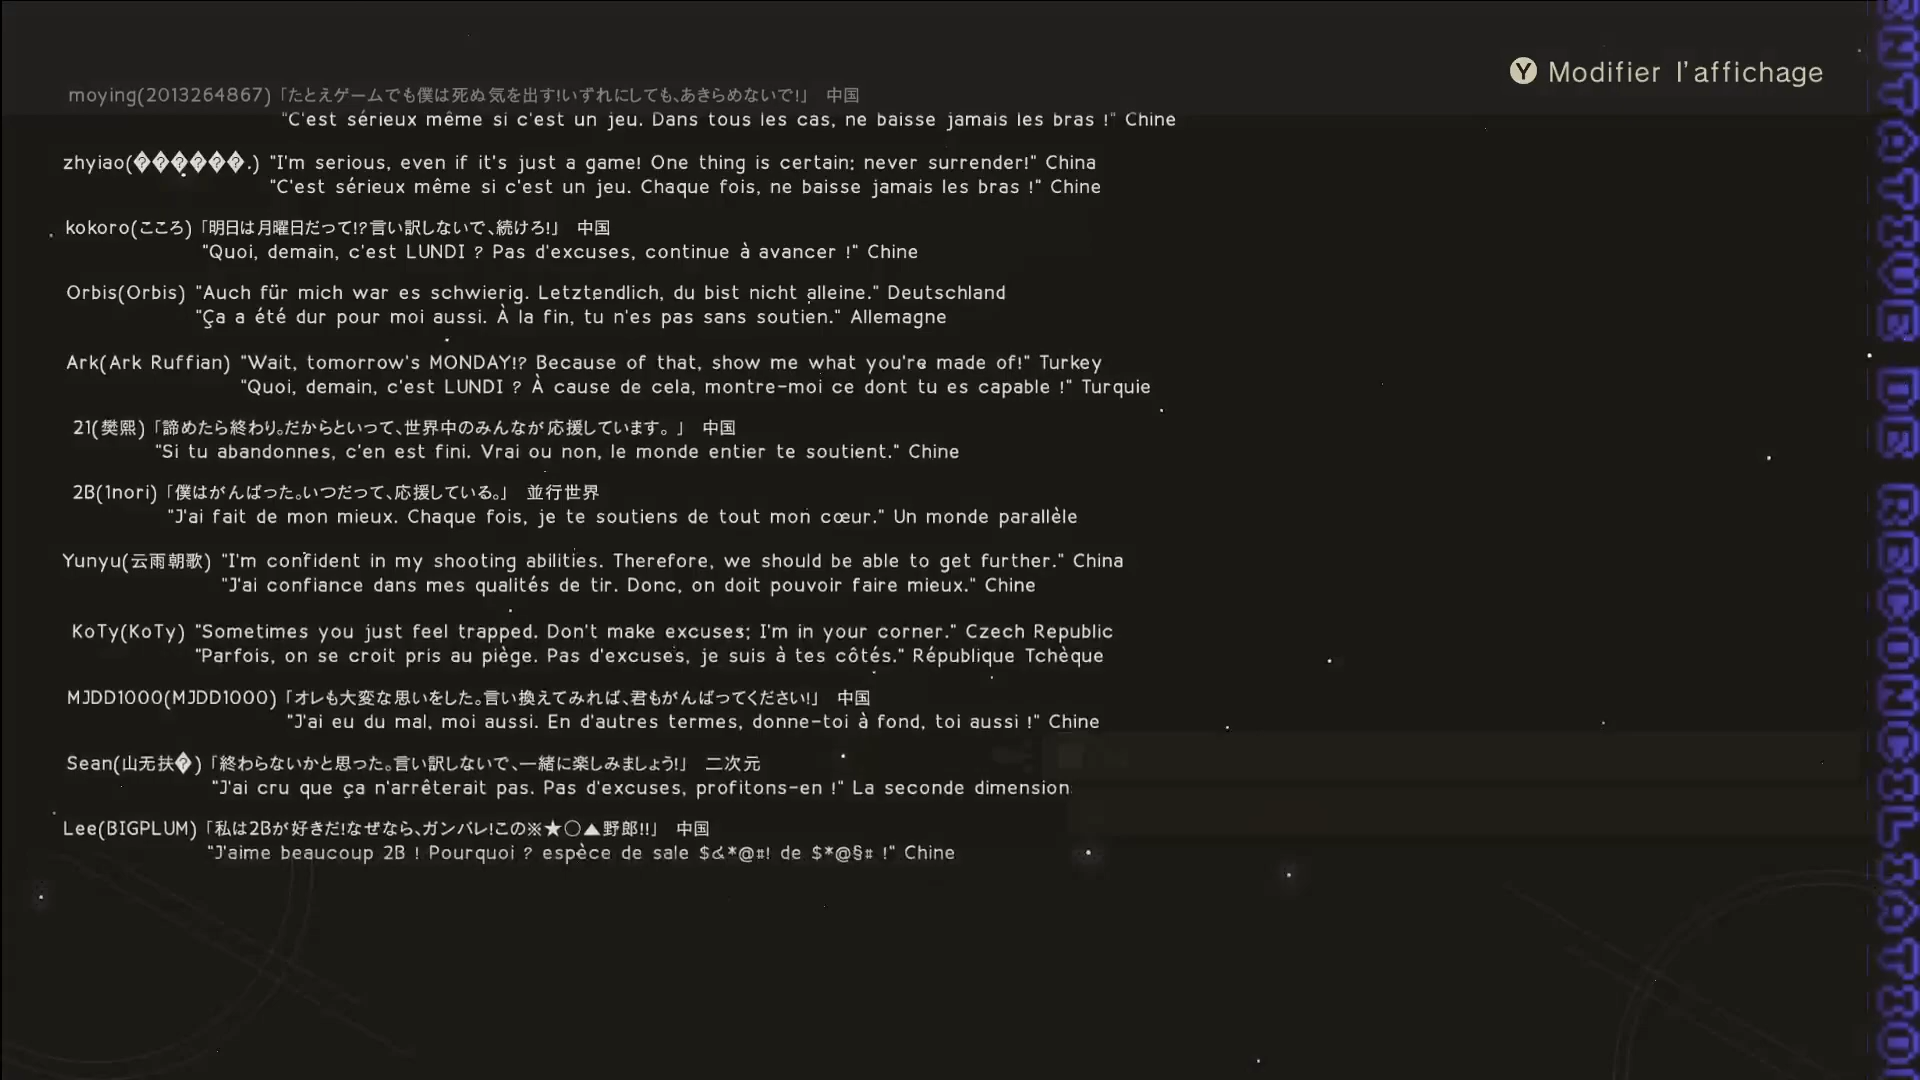 Modifier l'affichage
moying(2013264867)「たとえゲームでも僕は死ぬ気を出す!いずれにしても、あきらめないで!」 中国
"C'est sérieux même si c'est un jeu. Dans tous les cas, ne baisse jamais les bras !" Chine
zhyiao(������.) "I'm serious, even if it's just a game! One thing is certain: never surrender!" China
"C'est sérieux même si c'est un jeu. Chaque fois, ne baisse jamais les bras !" Chine
kokoro(こころ)「明日は月曜日だって!?言い訳しないで、続けろ!」 中国
"Quoi, demain, c'est LUNDI ? Pas d'excuses, continue à avancer !" Chine
Orbis(Orbis) "Auch für mich war es schwierig. Letztendlich, du bist nicht alleine." Deutschland
"Ça a été dur pour moi aussi. À la fin, tu n'es pas sans soutien." Allemagne
Ark(Ark Ruffian) "Wait, tomorrow's MONDAY!? Because of that, show me what you're made of!" Turkey
"Quoi, demain, c'est LUNDI ? À cause de cela, montre-moi ce dont tu es capable !" Turquie
21(樊熙)「諦めたら終わり。だからといって、世界中のみんなが応援しています。」 中国
"Si tu abandonnes, c'en est fini. Vrai ou non, le monde entier te soutient." Chine
2B(1nori)「僕はがんばった。いつだって、応援している。」 並行世界
"J'ai fait de mon mieux. Chaque fois, je te soutiens de tout mon cœur." Un monde parallèle
Yunyu(云雨朝歌) "I'm confident in my shooting abilities. Therefore, we should be able to get further." China
"J'ai confiance dans mes qualités de tir. Donc, on doit pouvoir faire mieux." Chine
KoTy(KoTy) "Sometimes you just feel trapped. Don't make excuses; I'm in your corner." Czech Republic
"Parfois, on se croit pris au piège. Pas d'excuses, je suis à tes côtés." République Tchèque
MJDD1000(MJDD1000)「オレも大変な思いをした。言い換えてみれば、君もがんばってください!」 中国
"J'ai eu du mal, moi aussi. En d'autres termes, donne-toi à fond, toi aussi !" Chine
Sean(山无扶�)「終わらないかと思った。言い訳しないで、一緒に楽しみましょう!」 二次元
"J'ai cru que ça n'arrêterait pas. Pas d'excuses, profitons-en !" La seconde dimension
Lee(BIGPLUM)「私は2Bが好きだ!なぜなら、ガンバレ!この※★○▲野郎!!」 中国
"J'aime beaucoup 2B ! Pourquoi ? espèce de sale $&*@#! de $*@§# !" Chine